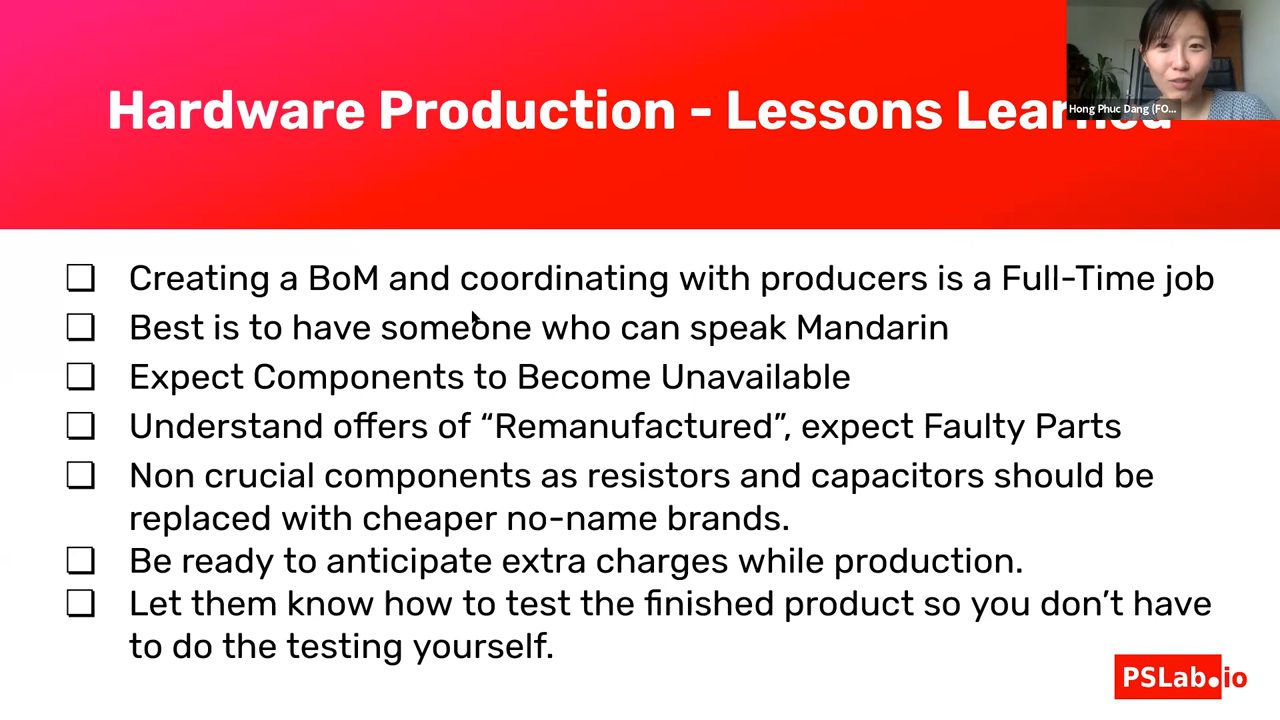 Hardware Production - Lessons Learned
Hong Phuc Dang (FO...
Creating a BoM and coordinating with producers is a Full-Time job
Best is to have someone who can speak Mandarin
Expect Components to Become Unavailable
Understand offers of “Remanufactured”, expect Faulty Parts
Non crucial components as resistors and capacitors should be
replaced with cheaper no-name brands.
Be ready to anticipate extra charges while production.
Let them know how to test the finished product so you don’t have
to do the testing yourself.
PSLab.io